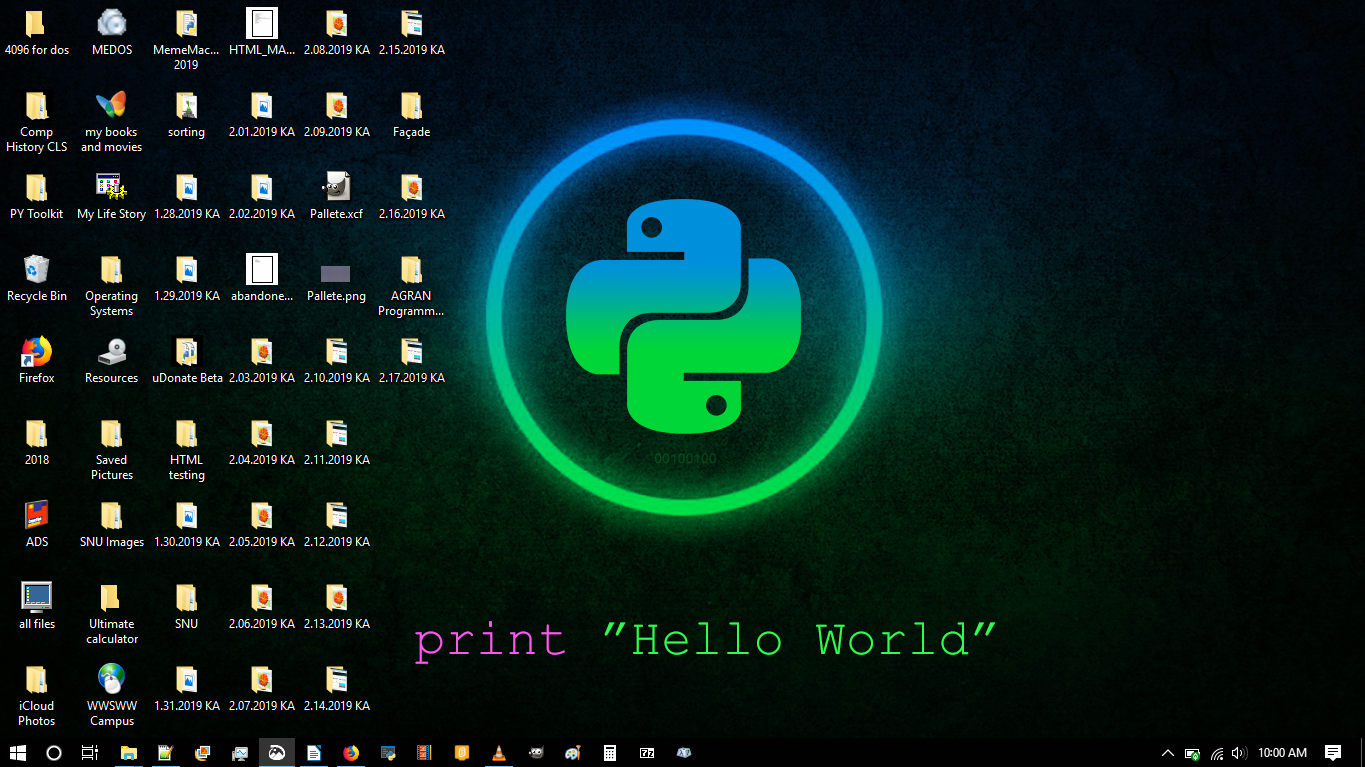 4096 for dos
MEDOS
MemeMac...
2019
HTML_MA...
2.08.2019 KA
2.15.2019 KA
Comp
History CLS
my books
and movies
sorting
2.01.2019 KA
2.09.2019 KA
Façade
PY Toolkit
My Life Story
1.28.2019 KA
2.02.2019 KA
Pallete.xcf
2.16.2019 KA
Recycle Bin
Operating
Systems
1.29.2019 KA
abandone...
Pallete.png
AGRAN
Programm...
Firefox
Resources
uDonate Beta
2.03.2019 KA
2.10.2019 KA
2.17.2019 KA
2018
Saved
Pictures
HTML
testing
2.04.2019 KA
2.11.2019 KA
00100100
ADS
SNU Images
1.30.2019 KA
2.05.2019 KA
2.12.2019 KA
all files
Ultimate
calculator
SNU
2.06.2019 KA
2.13.2019 KA
print "Hello World"
iCloud
Photos
WWSWW
Campus
1.31.2019 KA
2.07.2019 KA
2.14.2019 KA
7z
10:00 AM